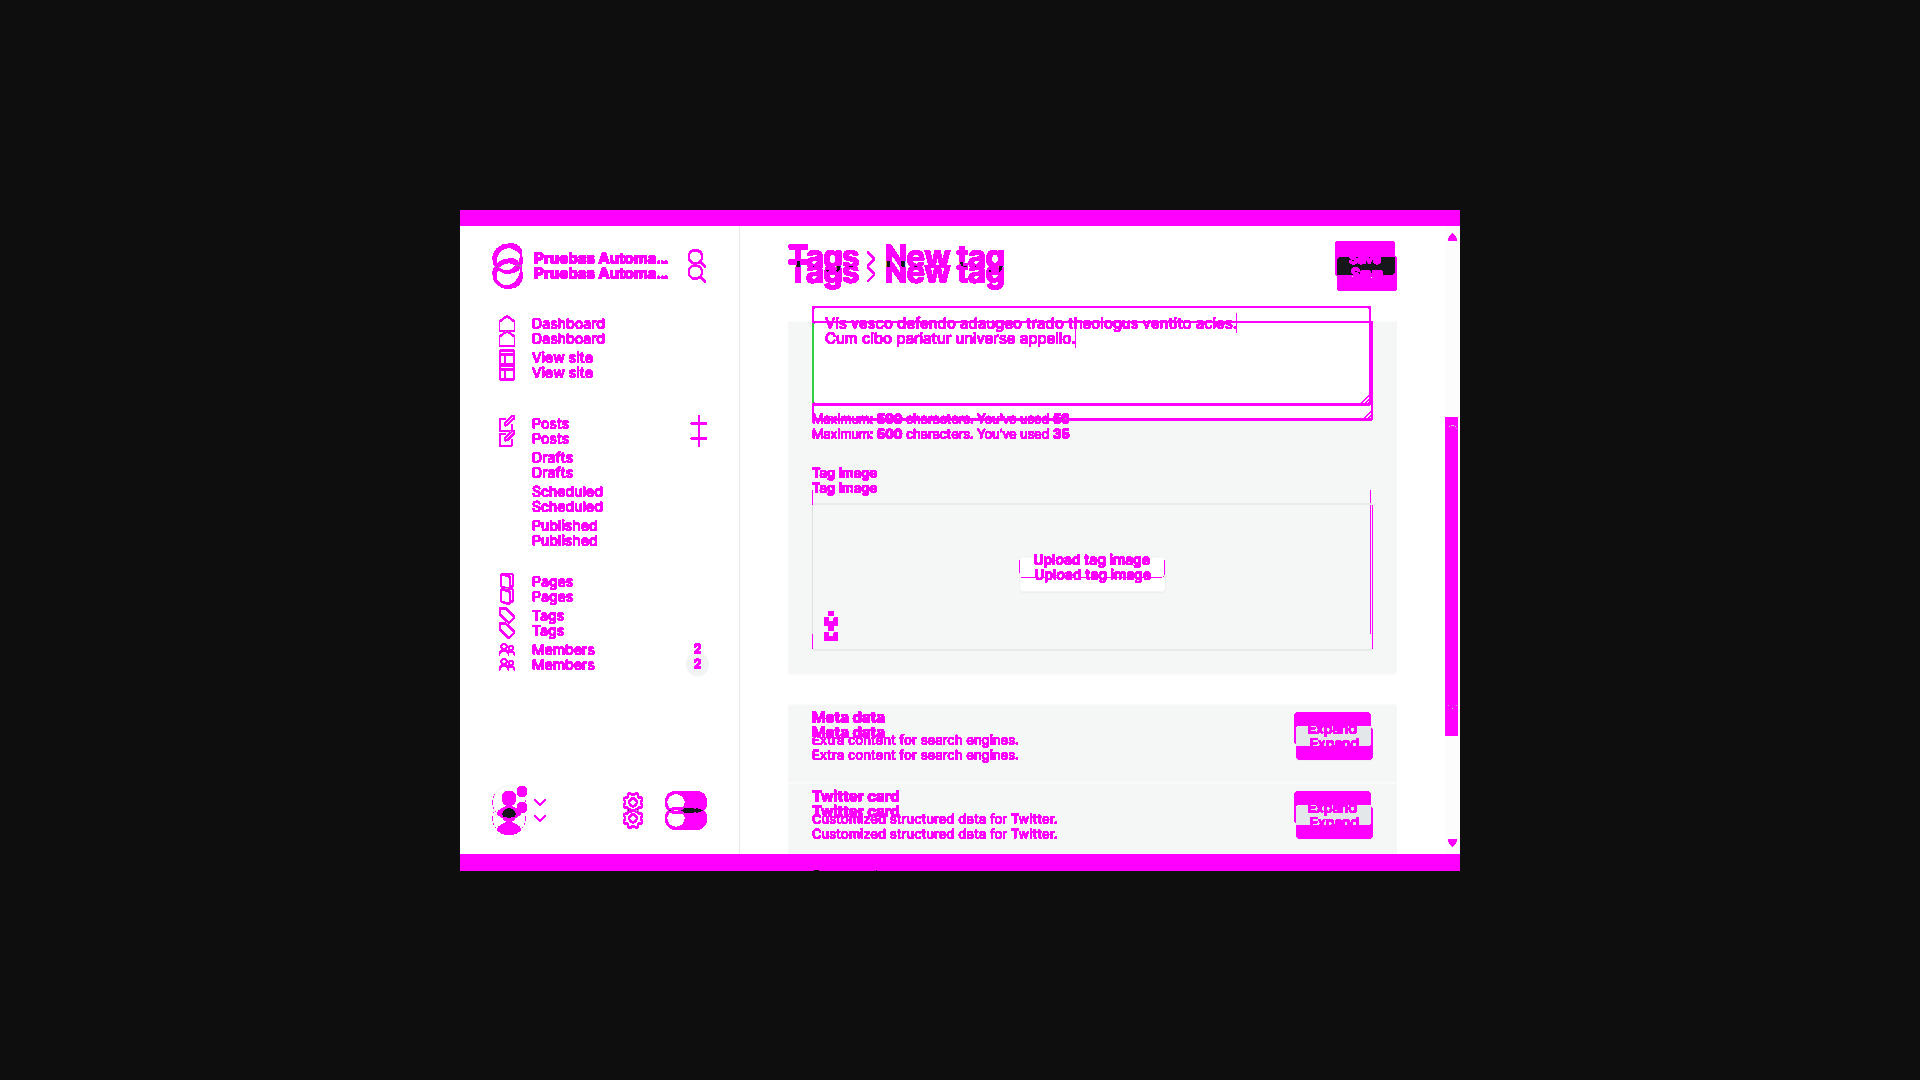 Pruebas Automa...
Pruebas Automa...
Dashboard
Dashboard
View site
View site
Posts
Posts
Drafts
Drafts
Scheduled
Scheduled
Published
Published
Pages
Pages
Tags
Tags
Members 2
Members 2
Tags New tag
Tags New tag
Vis vesco defendo adaugeo trado theologus ventito acies.
Cum cibo pariatur universe appello.
Maximum: 500 characters. You've used
Maximum: 500 characters. You've used 35
Tag image
Tag image
Upload tag image
Upload tag image
Meta data
Meta data
Extra content for search engines.
Extra content for search engines.
Expand
Expand
Twitter card
Twitter card
Customized structured data for Twitter.
Customized structured data for Twitter.
Expand
Expand